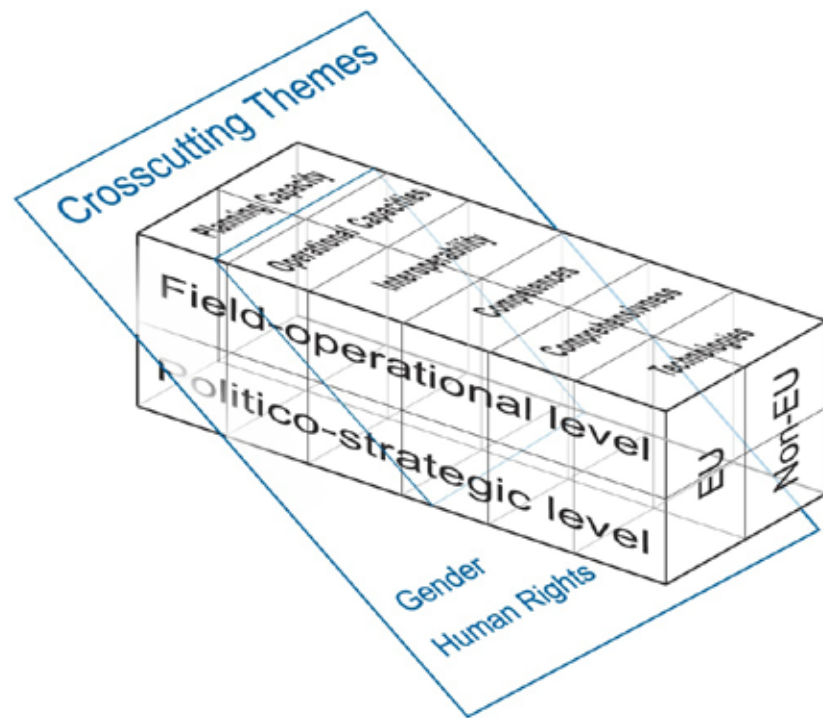 Crosscutting Themes
Planning Capacity
Operational Capacities
Interoperability
Competences
Comprehensiveness
Technologies
Field-operational level
Politico-strategic level
EU
Non-EU
Gender
Human Rights